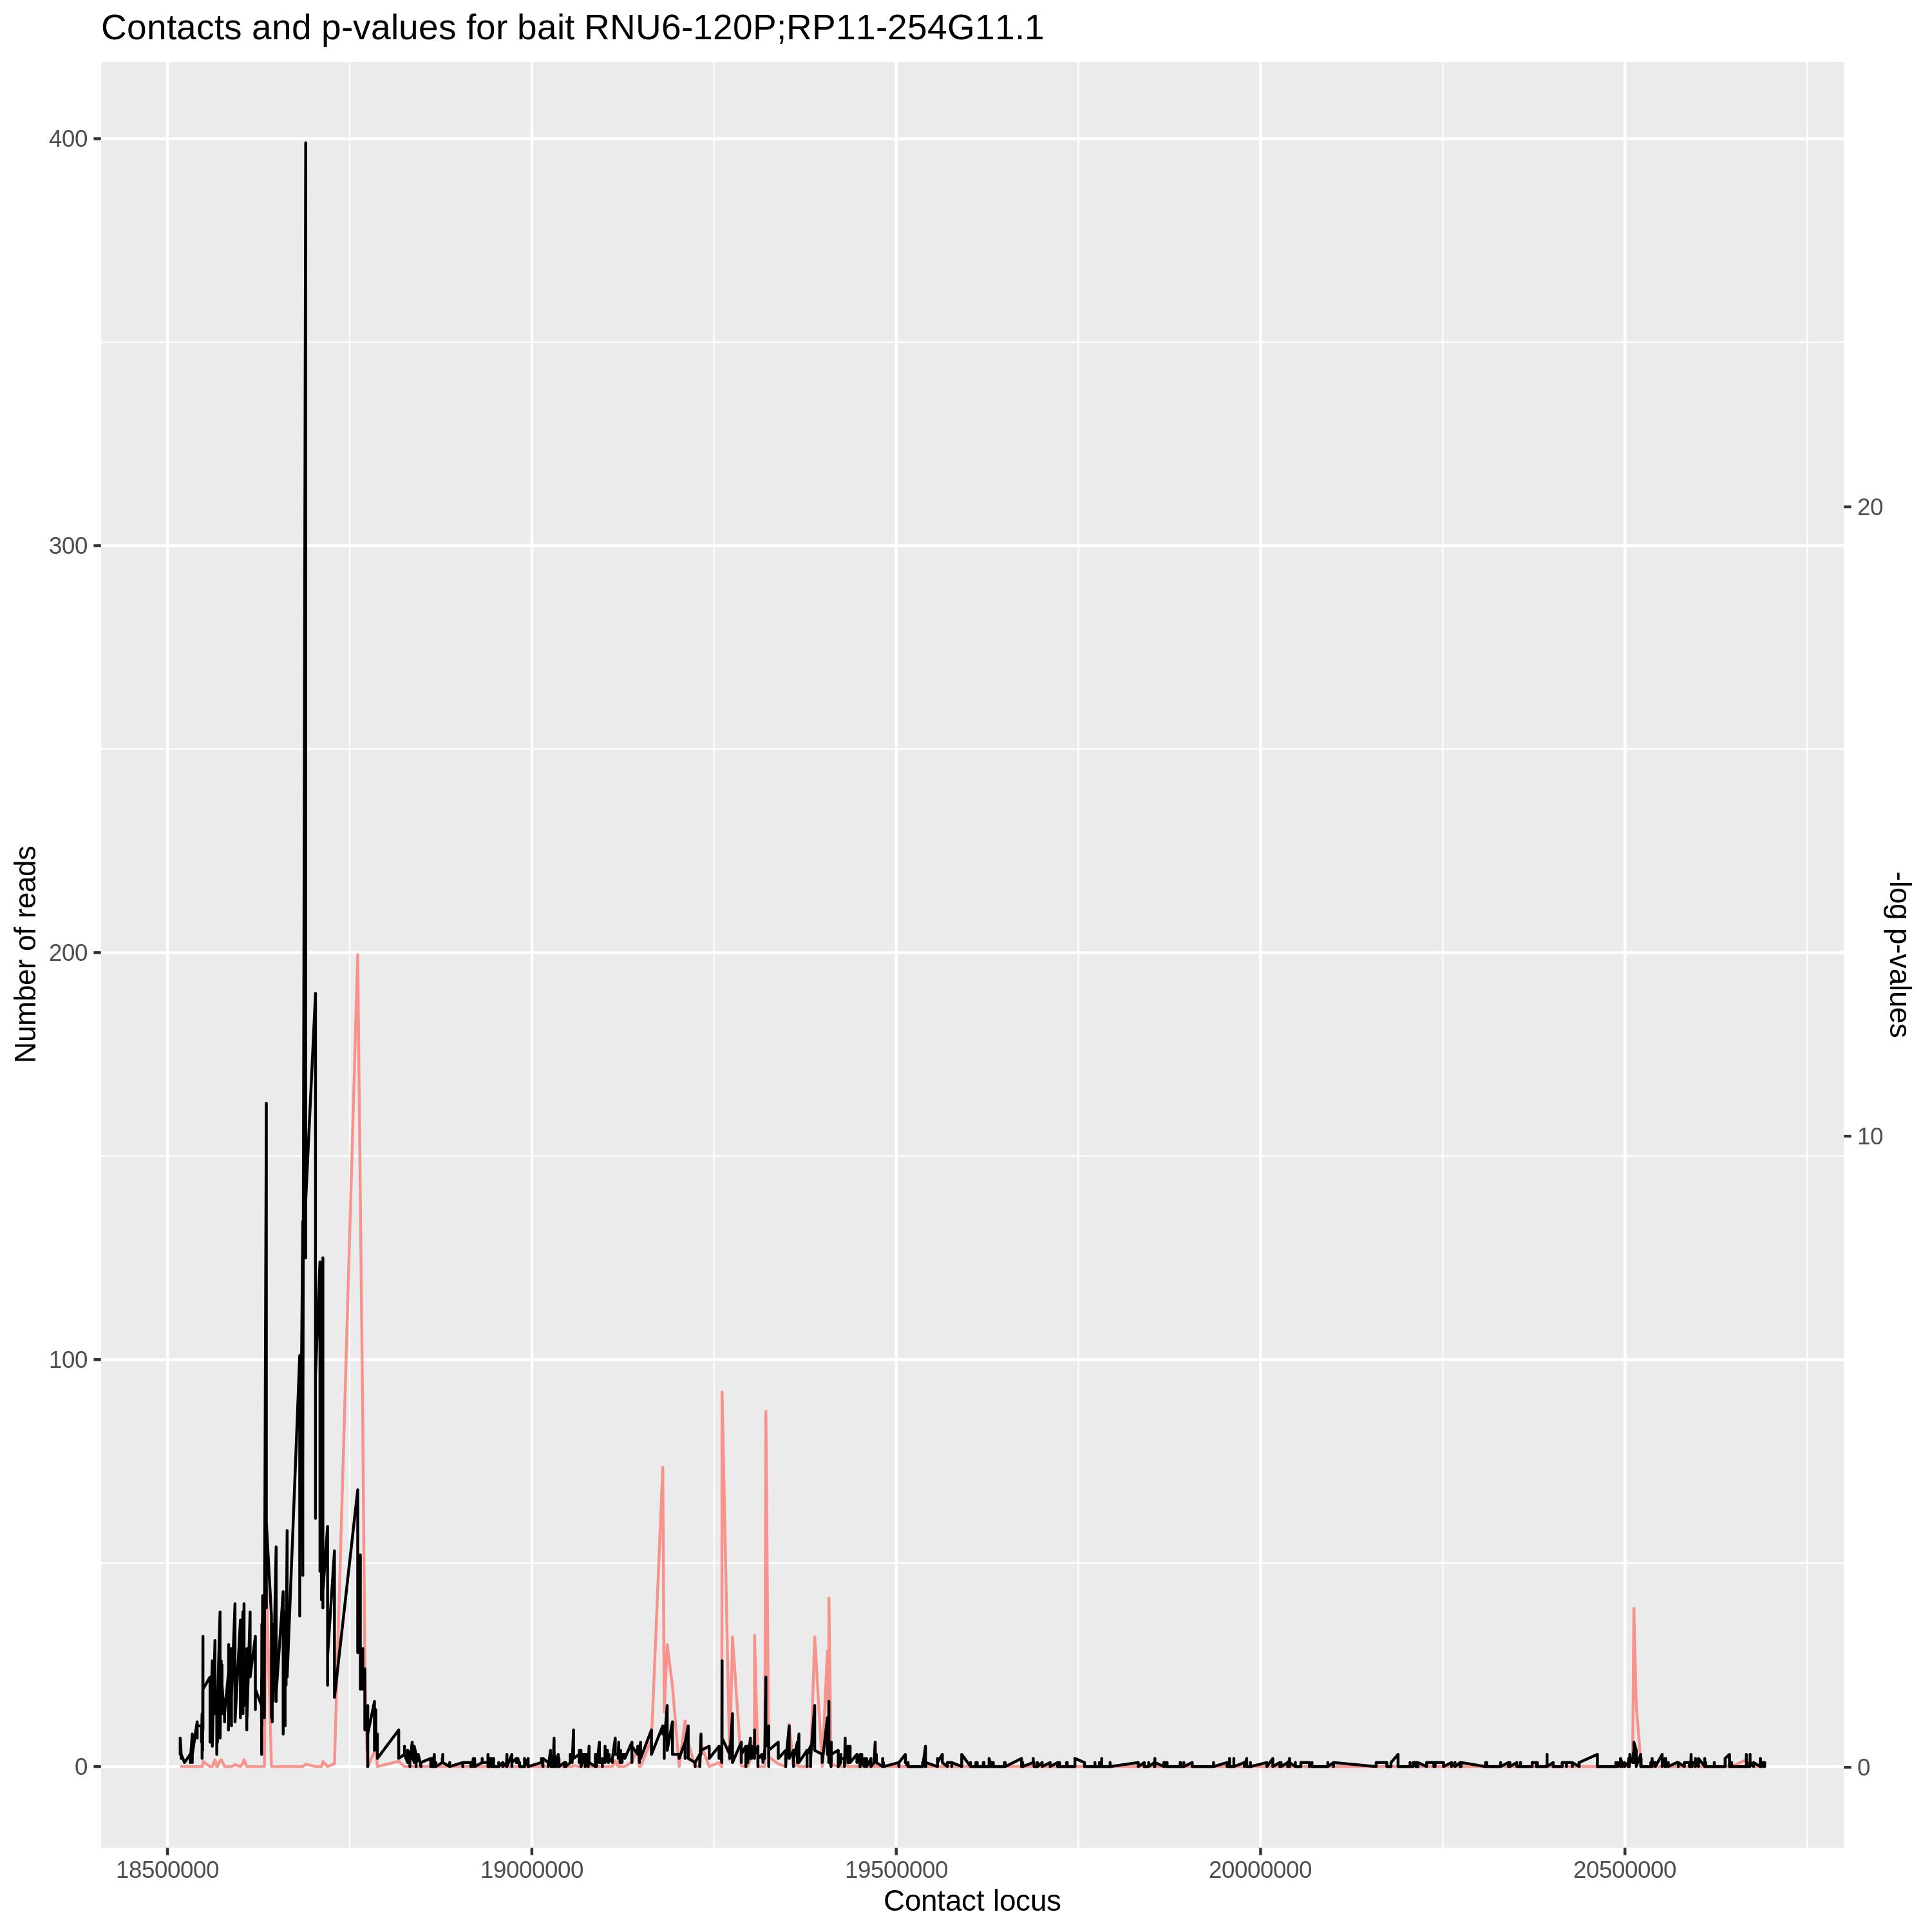 Contacts and p-values for bait RNU6-120P;RP11-254G11.1
400
300
200
100
0
Number of reads
20
10
0
-log p-values
18500000 19000000 19500000 20000000 20500000
Contact locus